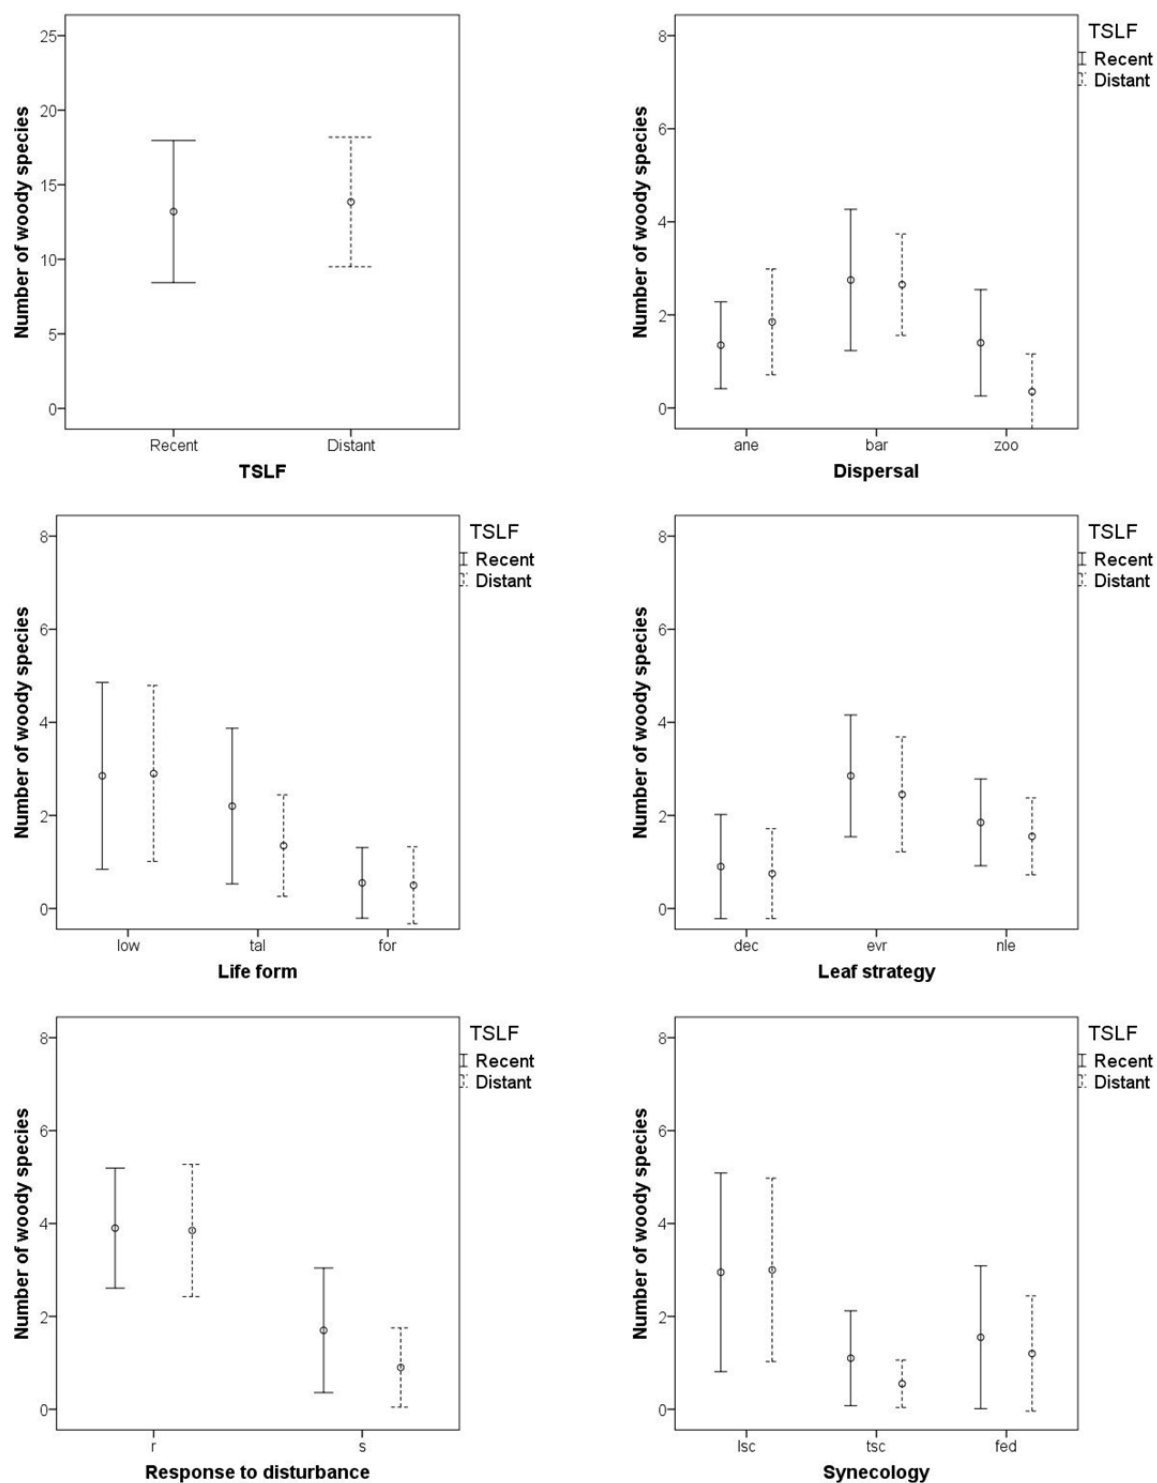 Number of woody species
25
20
15
10
5
0
Recent
Distant
TSLF
Number of woody species
8
6
4
2
0
ane
bar
zoo
Dispersal
TSLF
Recent
Distant
Number of woody species
8
6
4
2
0
low
tal
for
Life form
TSLF
Recent
Distant
Number of woody species
8
6
4
2
0
dec
evr
nle
Leaf strategy
TSLF
Recent
Distant
Number of woody species
8
6
4
2
0
r
s
Response to disturbance
TSLF
Recent
Distant
Number of woody species
8
6
4
2
0
lsc
tsc
fed
Synecology
TSLF
Recent
Distant